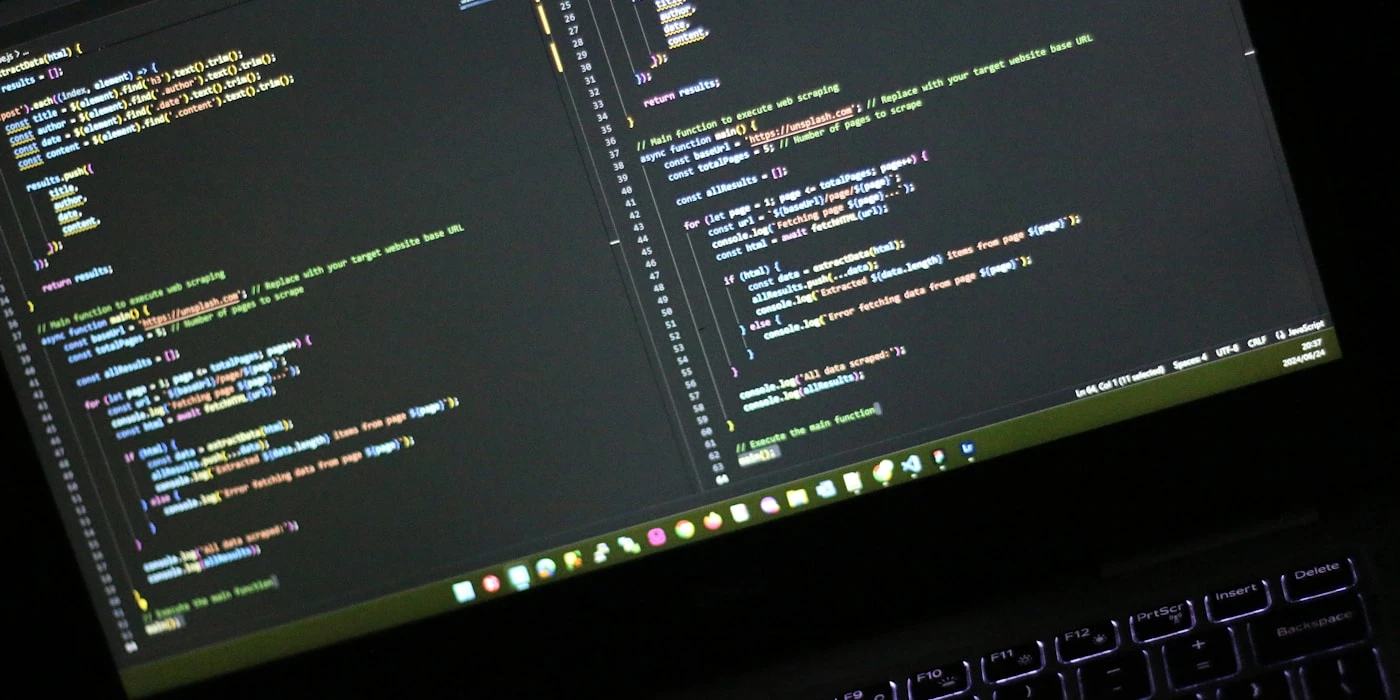 ejs > ...
tractData(html) {
results = [];
post').each((index, element) => {
const title = $(element).find('h3').text().trim();
const author = $(element).find('.author').text().trim();
const date = $(element).find('.date').text().trim();
const content = $(element).find('.content').text().trim();
results.push({
title,
author,
date,
content,
});
});
return results;
}
// Main function to execute web scraping
async function main() {
const baseUrl = 'https://unsplash.com'; // Replace with your target website base URL
const totalPages = 5; // Number of pages to scrape
const allResults = [];
for (let page = 1; page <= totalPages; page++) {
const url = `${baseUrl}/page/${page}`;
console.log(`Fetching page ${page}...`);
const html = await fetchHTML(url);
if (html) {
const data = extractData(html);
allResults.push(...data);
console.log(`Extracted ${data.length} items from page ${page}`);
} else {
console.log(`Error fetching data from page ${page}`);
}
}
console.log('All data scraped:');
console.log(allResults);
}
// Execute the main function
main();
25
26 author,
27 date,
28 content,
29
30 });
31 });
32
33 return results;
34 }
35
36 // Main function to execute web scraping
37 async function main() {
38 const baseUrl = 'https://unsplash.com'; // Replace with your target website base URL
39 const totalPages = 5; // Number of pages to scrape
40
41 const allResults = [];
42
43 for (let page = 1; page <= totalPages; page++) {
44 const url = `${baseUrl}/page/${page}`;
45 console.log(`Fetching page ${page}...`);
46 const html = await fetchHTML(url);
47
48 if (html) {
49 const data = extractData(html);
50 allResults.push(...data);
51 console.log(`Extracted ${data.length} items from page ${page}`);
52 } else {
53 console.log(`Error fetching data from page ${page}`);
54 }
55 }
56
57 console.log('All data scraped:');
58 console.log(allResults);
59 }
60
61 // Execute the main function
62 main();
63
64
Ln 64, Col 1 (11 selected) Spaces: 4 UTF-8 CRLF {} JavaScript
20:37
2024/06/24
F9 F10 F11 F12 PrtScr Insert Delete
- + = Backspace